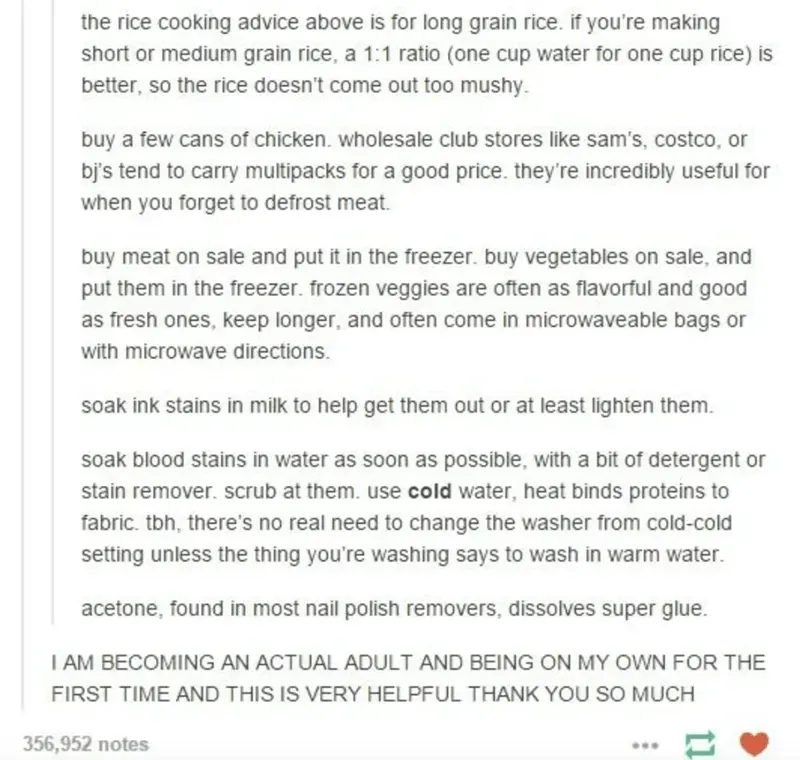 the rice cooking advice above is for long grain rice. if you're making
short or medium grain rice, a 1:1 ratio (one cup water for one cup rice) is
better, so the rice doesn't come out too mushy.
buy a few cans of chicken. wholesale club stores like sam's, costco, or
bj's tend to carry multipacks for a good price. they're incredibly useful for
when you forget to defrost meat.
buy meat on sale and put it in the freezer. buy vegetables on sale, and
put them in the freezer. frozen veggies are often as flavorful and good
as fresh ones, keep longer, and often come in microwaveable bags or
with microwave directions.
soak ink stains in milk to help get them out or at least lighten them.
soak blood stains in water as soon as possible, with a bit of detergent or
stain remover. scrub at them. use cold water, heat binds proteins to
fabric. tbh, there's no real need to change the washer from cold-cold
setting unless the thing you're washing says to wash in warm water.
acetone, found in most nail polish removers, dissolves super glue.
I AM BECOMING AN ACTUAL ADULT AND BEING ON MY OWN FOR THE
FIRST TIME AND THIS IS VERY HELPFUL THANK YOU SO MUCH
356,952 notes